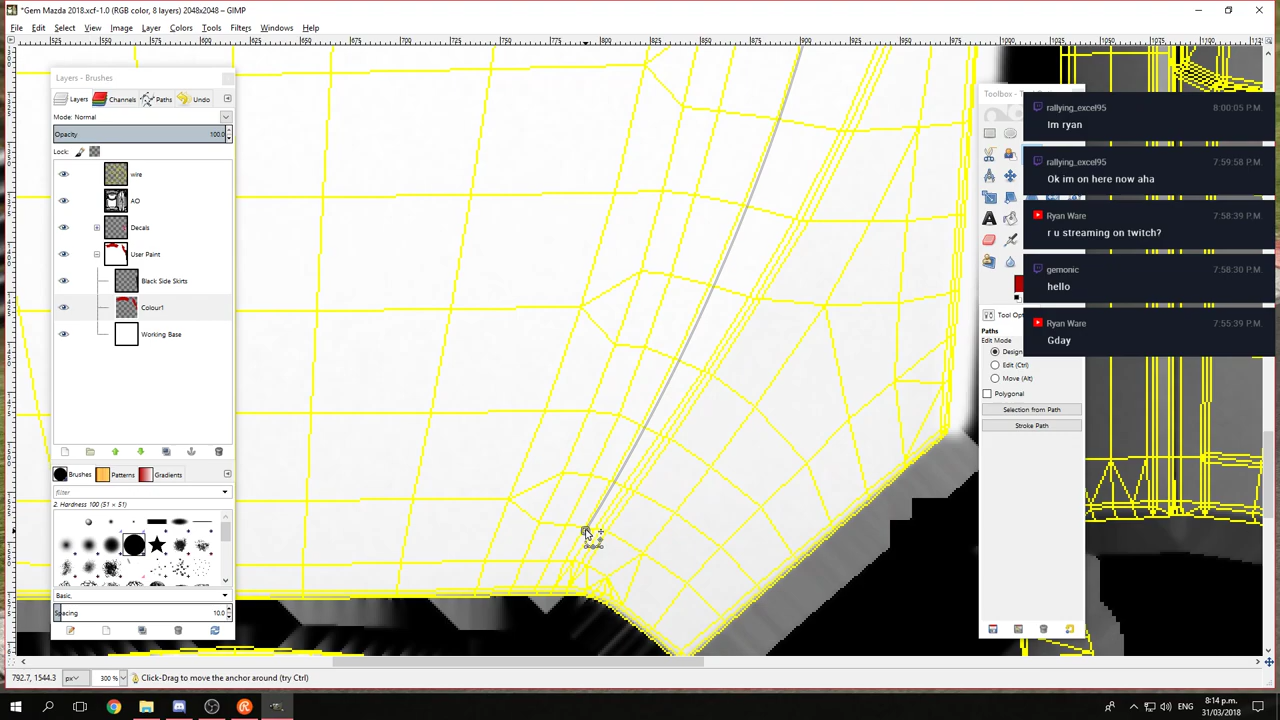 *Gem Mazda 2018.xcf-1.0 (RGB color, 8 layers) 2048x2048 – GIMP
File Edit Select View Image Layer Colors Tools Filters Windows Help
Layers - Brushes
Layers Channels Paths Undo
Mode: Normal
Opacity 100.0
Lock:
wire
AO
Decals
User Paint
Black Side Skirts
Colour1
Working Base
Brushes Patterns Gradients
filter
2. Hardness 100 (51 × 51)
Basic,
Spacing 10.0
Toolbox - T
Tool Op
Paths
Edit Mode
Design
Edit (Ctrl)
Move (Alt)
Polygonal
Selection from Path
Stroke Path
rallying_excel95 8:00:05 P.M.
Im ryan
rallying_excel95 7:59:58 P.M.
Ok im on here now aha
Ryan Ware 7:58:39 P.M.
r u streaming on twitch?
gemonic 7:58:30 P.M.
hello
Ryan Ware 7:55:39 P.M.
Gday
792.7, 1544.3 px 300 % Click-Drag to move the anchor around (try Ctrl)
ENG
8:14 p.m.
31/03/2018